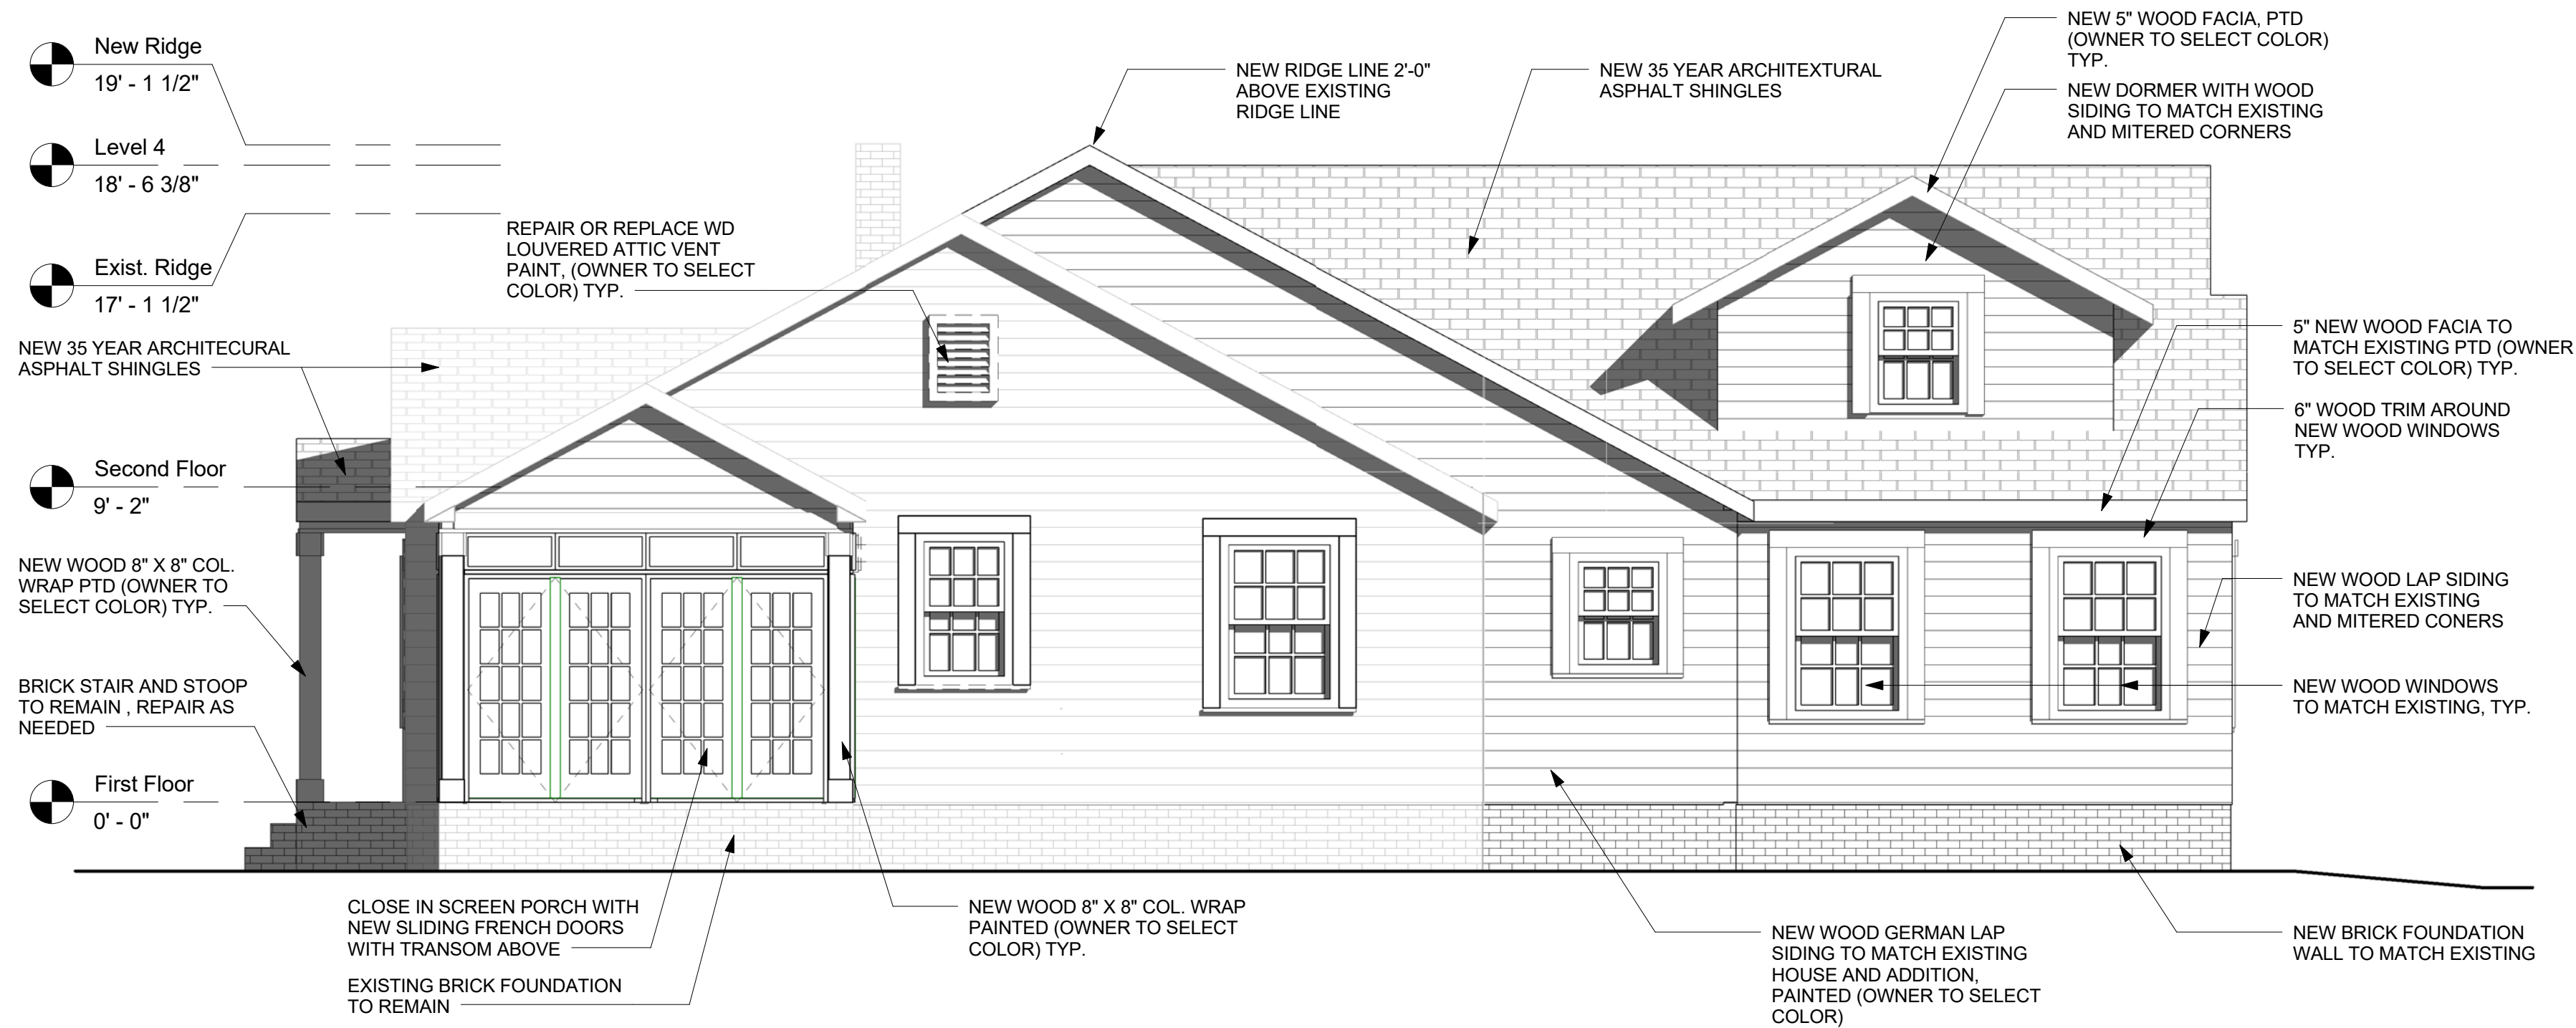 New Ridge
19' - 1 1/2"
Level 4
18' - 6 3/8"
Exist. Ridge
17' - 1 1/2"
NEW 35 YEAR ARCHITECURAL
ASPHALT SHINGLES
Second Floor
9' - 2"
NEW WOOD 8" X 8" COL.
WRAP PTD (OWNER TO
SELECT COLOR) TYP.
BRICK STAIR AND STOOP
TO REMAIN , REPAIR AS
NEEDED
First Floor
0' - 0"
REPAIR OR REPLACE WD
LOUVERED ATTIC VENT
PAINT, (OWNER TO SELECT
COLOR) TYP.
NEW RIDGE LINE 2'-0"
ABOVE EXISTING
RIDGE LINE
NEW 35 YEAR ARCHITEXTURAL
ASPHALT SHINGLES
NEW 5" WOOD FACIA, PTD
(OWNER TO SELECT COLOR)
TYP.
NEW DORMER WITH WOOD
SIDING TO MATCH EXISTING
AND MITERED CORNERS
5" NEW WOOD FACIA TO
MATCH EXISTING PTD (OWNER
TO SELECT COLOR) TYP.
6" WOOD TRIM AROUND
NEW WOOD WINDOWS
TYP.
NEW WOOD LAP SIDING
TO MATCH EXISTING
AND MITERED CONERS
NEW WOOD WINDOWS
TO MATCH EXISTING, TYP.
CLOSE IN SCREEN PORCH WITH
NEW SLIDING FRENCH DOORS
WITH TRANSOM ABOVE
EXISTING BRICK FOUNDATION
TO REMAIN
NEW WOOD 8" X 8" COL. WRAP
PAINTED (OWNER TO SELECT
COLOR) TYP.
NEW WOOD GERMAN LAP
SIDING TO MATCH EXISTING
HOUSE AND ADDITION,
PAINTED (OWNER TO SELECT
COLOR)
NEW BRICK FOUNDATION
WALL TO MATCH EXISTING